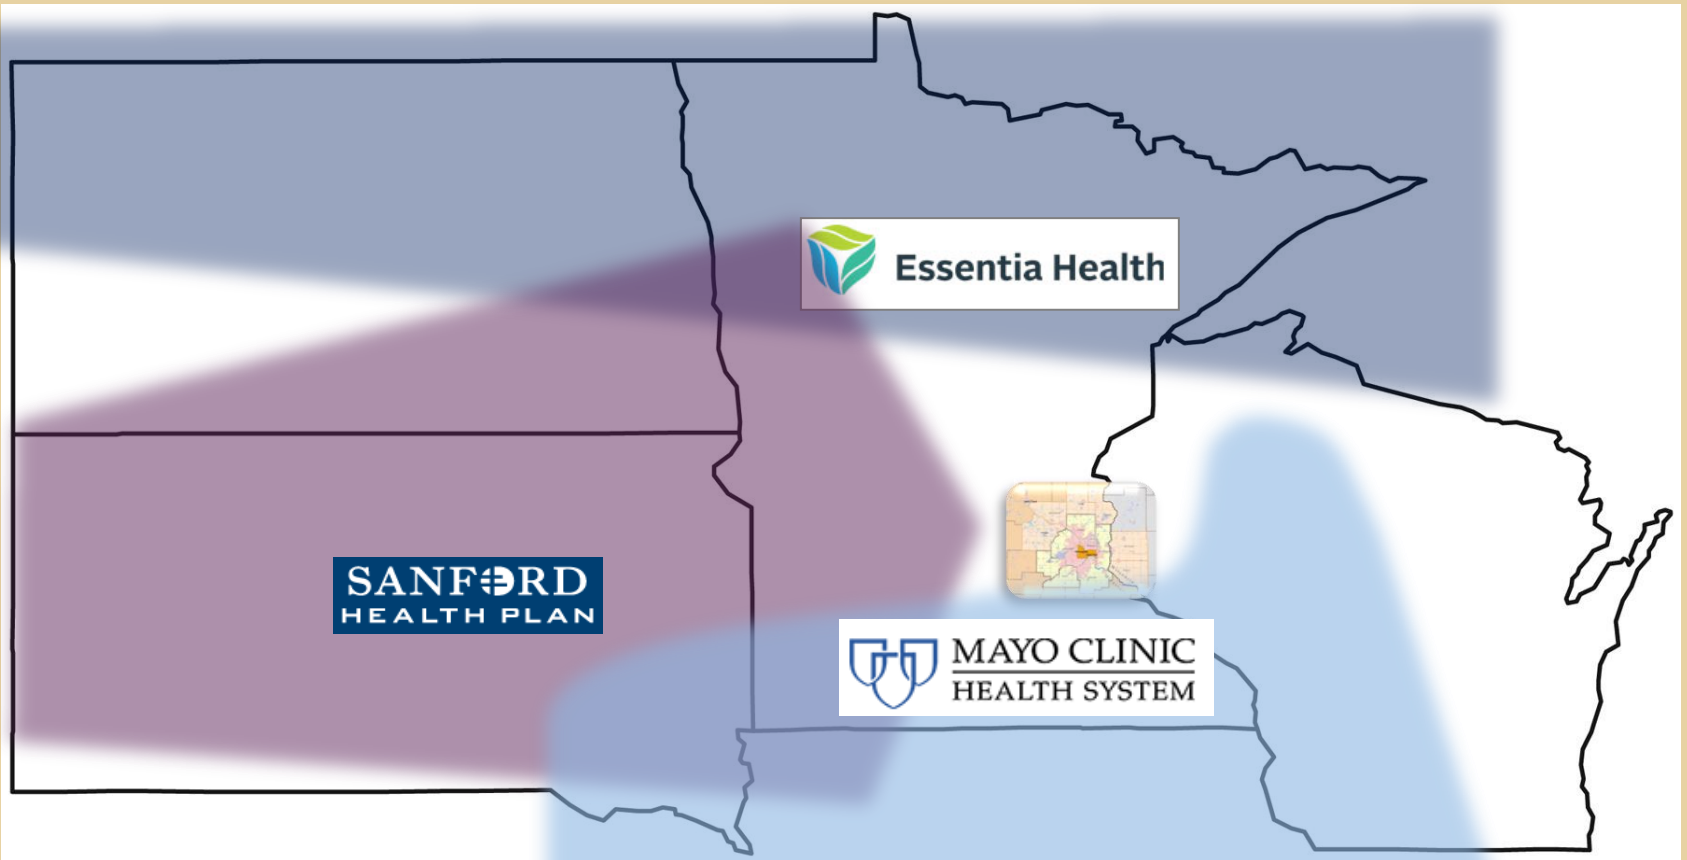 Essentia Health
SANFORD
HEALTH PLAN
MAYO CLINIC
HEALTH SYSTEM